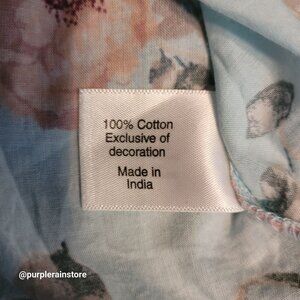 100% Cotton
Exclusive of
decoration
Made in
India
@purplerainstore